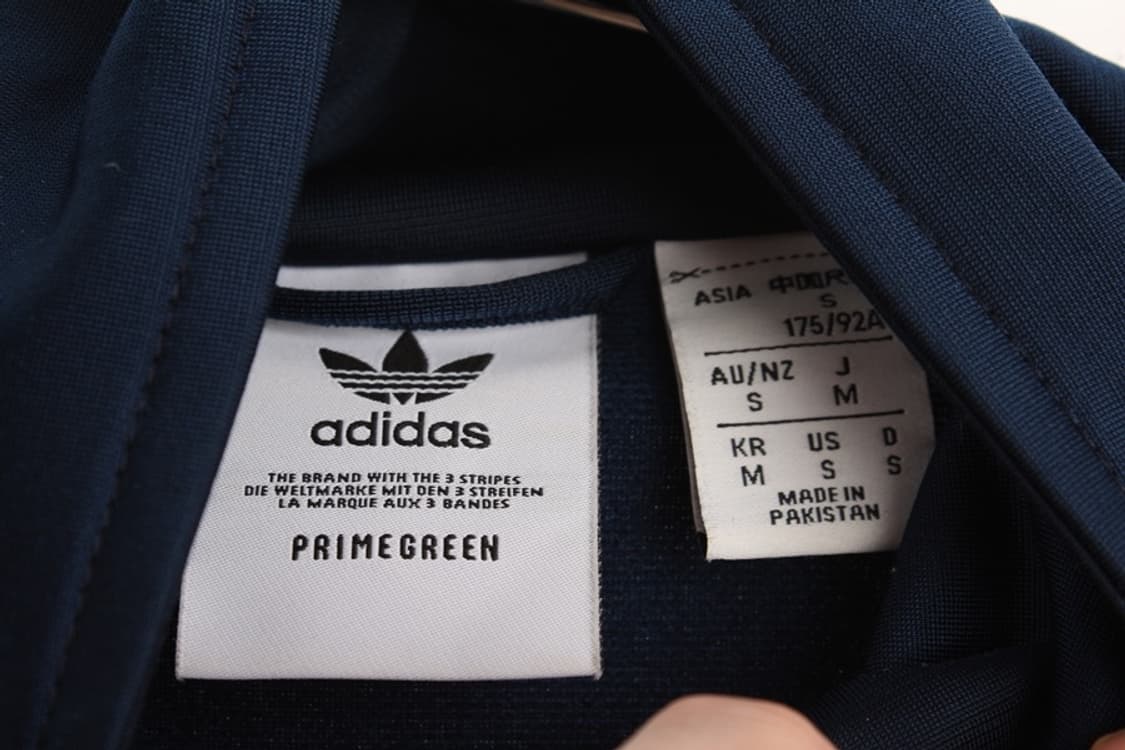 adidas
THE BRAND WITH THE 3 STRIPES
DIE WELTMARKE MIT DEN 3 STREIFEN
LA MARQUE AUX 3 BANDES
PRIMEGREEN
ASIA 中国尺
S
175/92A
AU/NZ J
S M
KR US D
M S S
MADE IN
PAKISTAN